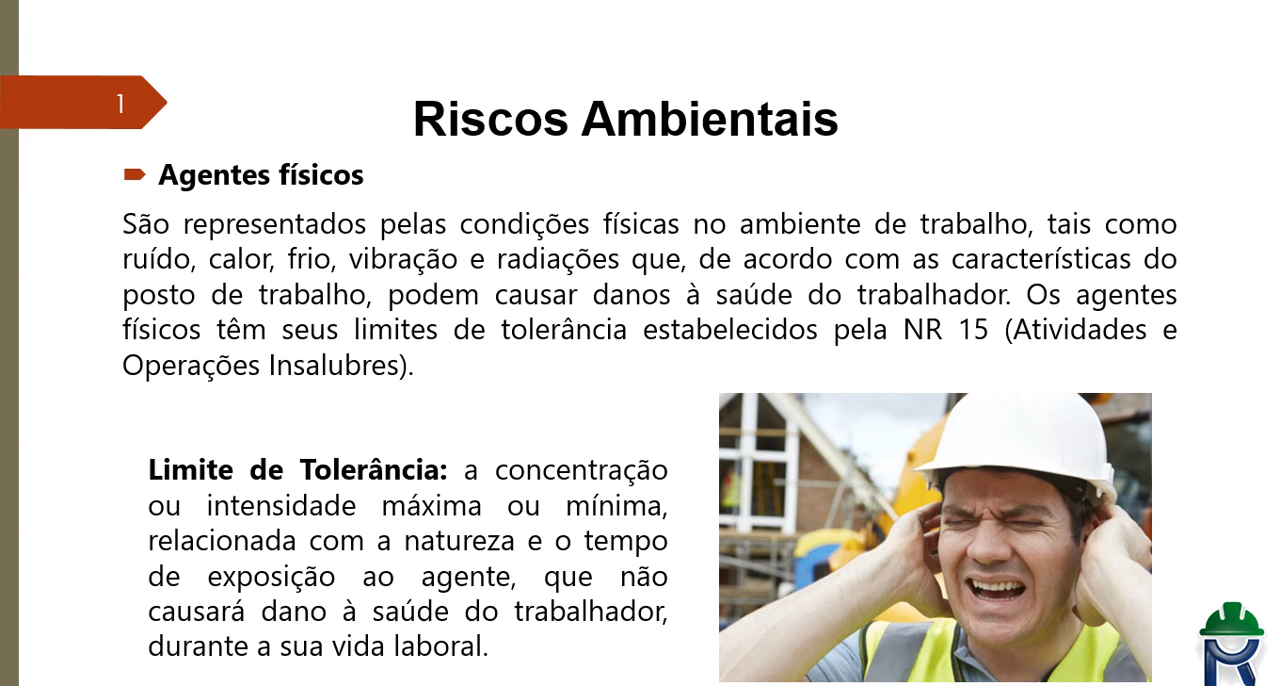 1
Riscos Ambientais
Agentes físicos
São representados pelas condições físicas no ambiente de trabalho, tais como
ruído, calor, frio, vibração e radiações que, de acordo com as características do
posto de trabalho, podem causar danos à saúde do trabalhador. Os agentes
físicos têm seus limites de tolerância estabelecidos pela NR 15 (Atividades e
Operações Insalubres).
Limite de Tolerância: a concentração
ou intensidade máxima ou mínima,
relacionada com a natureza e o tempo
de exposição ao agente, que não
causará dano à saúde do trabalhador,
durante a sua vida laboral.